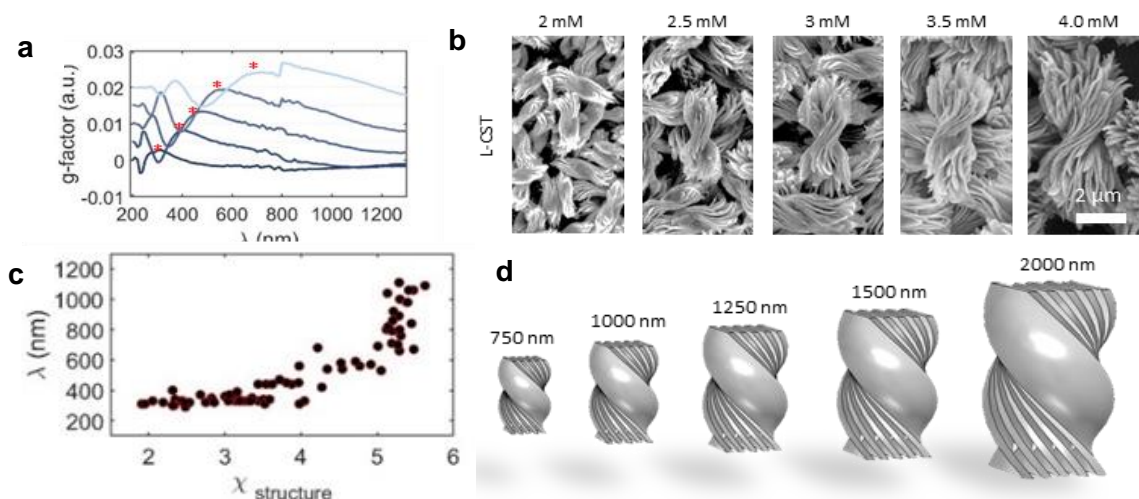 a
0.03
0.02
0.01
0
-0.01
g-factor (a.u.)
200 400 600 800 1000 1200
λ (nm)
b
2 mM 2.5 mM 3 mM 3.5 mM 4.0 mM
L-CST
2 μm
c
1200
1000
800
600
400
200
λ (nm)
2 3 4 5 6
χ structure
d
750 nm
1000 nm
1250 nm
1500 nm
2000 nm